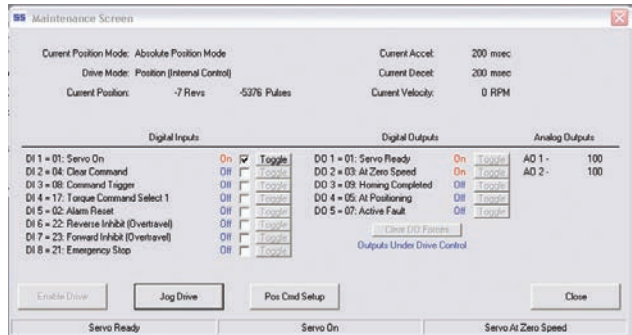 SS Maintenance Screen
Current Position Mode: Absolute Position Mode Current Accel: 200 msec
Drive Mode: Position (Internal Control) Current Decel: 200 msec
Current Position: -7 Revs -5376 Pulses Current Velocity: 0 RPM
Digital Inputs Digital Outputs Analog Outputs
DI 1 = 01: Servo On On Toggle DO 1 = 01: Servo Ready On Toggle AO 1 - 100
DI 2 = 04: Clear Command Off Toggle DO 2 = 03: At Zero Speed On Toggle AO 2 - 100
DI 3 = 08: Command Trigger Off Toggle DO 3 = 09: Homing Completed Off Toggle
DI 4 = 17: Torque Command Select 1 Off Toggle DO 4 = 05: At Positioning Off Toggle
DI 5 = 02: Alarm Reset Off Toggle DO 5 = 07: Active Fault Off Toggle
DI 6 = 22: Reverse Inhibit (Overtravel) Off Toggle Clear DO Forces
DI 7 = 23: Forward Inhibit (Overtravel) Off Toggle Outputs Under Drive Control
DI 8 = 21: Emergency Stop Off Toggle
Enable Drive Jog Drive Pos Cmd Setup Close
Servo Ready Servo On Servo At Zero Speed